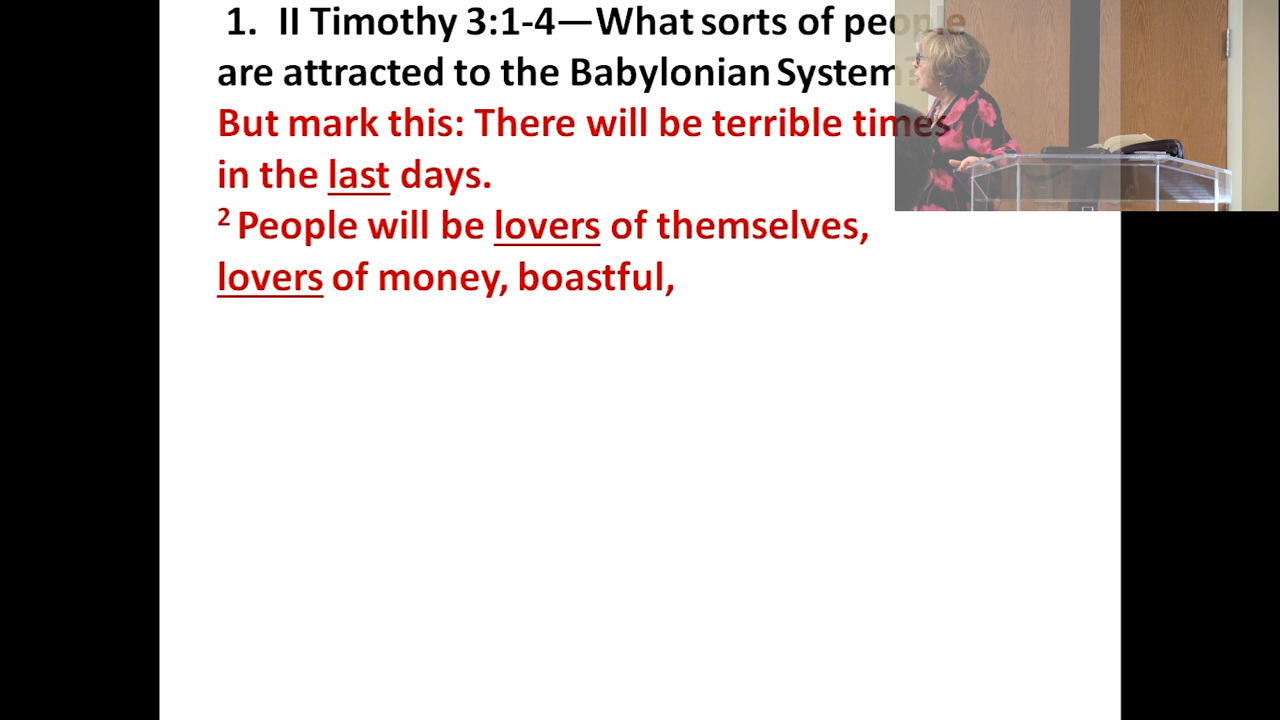 1. II Timothy 3:1-4—What sorts of people
are attracted to the Babylonian System?
But mark this: There will be terrible times
in the last days.
2 People will be lovers of themselves,
lovers of money, boastful,